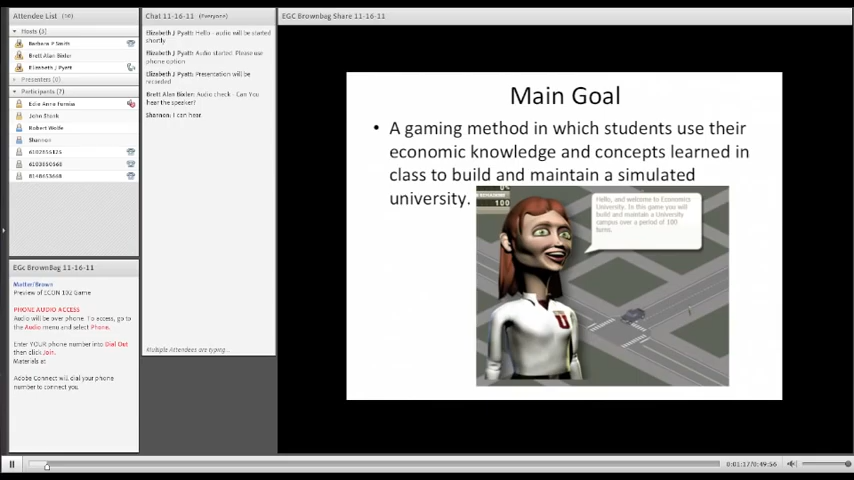 Attendee List
Chat 11-16-11 (Everyone)
EGC Brownbag Share 11-16-11
Hosts (3)
Barbara P Smith
Brett Alan Bixler
Elizabeth J Pyatt
Presenters (0)
Participants (7)
Edie Anne
John Stank
Robert Wolfe
Shannon
Elizabeth J Pyatt: Hello - audio will be started
shortly
Elizabeth J Pyatt: Audio started. Please use
phone option
Elizabeth J Pyatt: Presentation will be
recorded
Brett Alan Bixler: Audio check - Can You
hear the speaker?
Shannon: I can hear.
Multiple Attendees are typing...
EGc BrownBag 11-16-11
Matter/Brown
Preview of ECON 102 Game
PHONE AUDIO ACCESS
Audio will be over phone. To access, go to
the Audio menu and select Phone.
Enter YOUR phone number into Dial Out
then click Join.
Materials at
Adobe Connect will dial your phone
number to connect you.
Main Goal
• A gaming method in which students use their
economic knowledge and concepts learned in
class to build and maintain a simulated
university.
0%
100
Hello, and welcome to Economics
University. In this game you will
build and maintain a University
campus over a period of 100
turns.
U
0:01:17/0:49:56